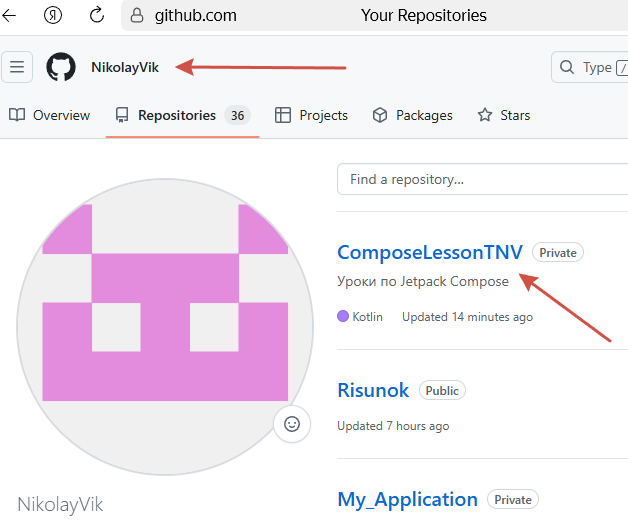 github.com Your Repositories
NikolayVik
Type /
Overview Repositories 36 Projects Packages Stars
Find a repository...
ComposeLessonTNV Private
Уроки по Jetpack Compose
Kotlin Updated 14 minutes ago
Risunok Public
Updated 7 hours ago
NikolayVik
My_Application Private